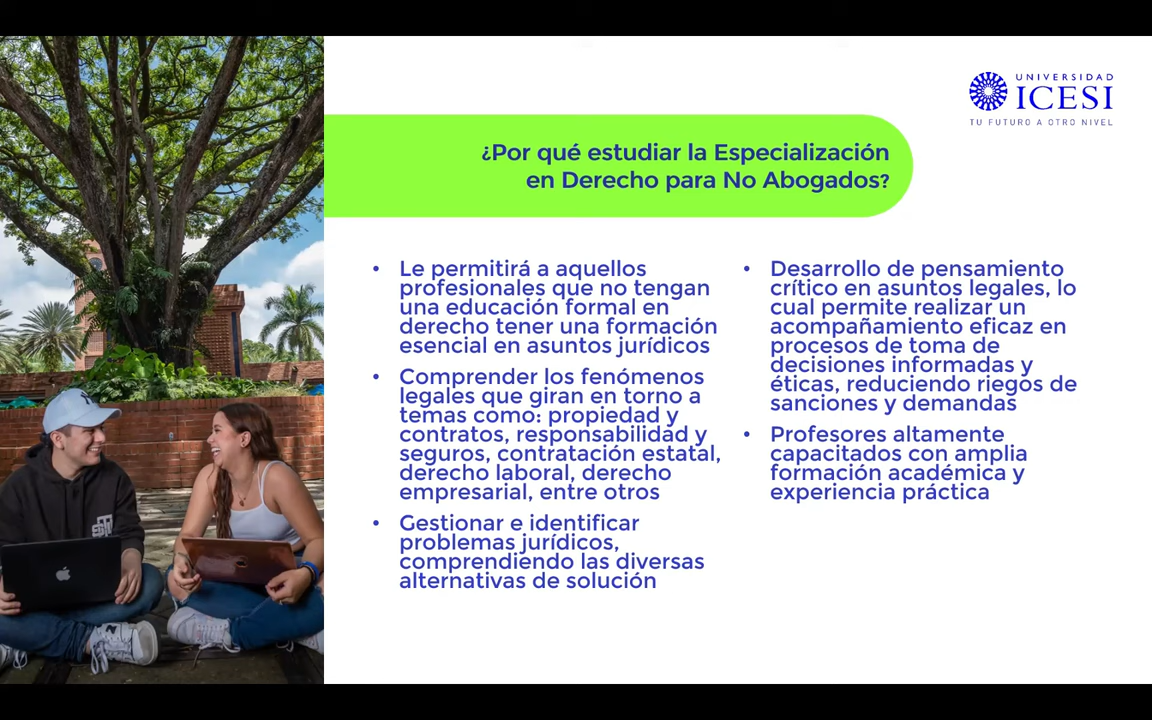 UNIVERSIDAD
ICESI
TU FUTURO A OTRO NIVEL
¿Por qué estudiar la Especialización
en Derecho para No Abogados?
• Le permitirá a aquellos
profesionales que no tengan
una educación formal en
derecho tener una formación
esencial en asuntos jurídicos
• Comprender los fenómenos
legales que giran en torno a
temas como: propiedad y
contratos, responsabilidad y
seguros, contratación estatal,
derecho laboral, derecho
empresarial, entre otros
• Gestionar e identificar
problemas jurídicos,
comprendiendo las diversas
alternativas de solución
• Desarrollo de pensamiento
crítico en asuntos legales, lo
cual permite realizar un
acompañamiento eficaz en
procesos de toma de
decisiones informadas y
éticas, reduciendo riegos de
sanciones y demandas
• Profesores altamente
capacitados con amplia
formación académica y
experiencia práctica